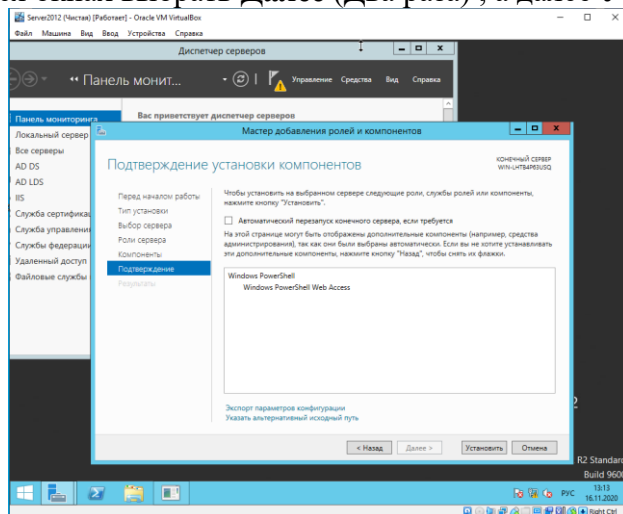 Server2012 (Чистая) [Работает] - Oracle VM VirtualBox
Файл Машина Вид Ввод Устройства Справка
Диспетчер серверов
Панель монит...
Управление Средства Вид Справка
Панель мониторинга
Вас приветствует диспетчер серверов
Локальный сервер
Все серверы
AD DS
AD LDS
IIS
Служба сертифика
Служба управлени
Службы федерации
Удаленный доступ
Файловые службы
Мастер добавления ролей и компонентов
Подтверждение установки компонентов
КОНЕЧНЫЙ СЕРВЕР
WIN-LHTB4P63USQ
Перед началом работы
Тип установки
Выбор сервера
Роли сервера
Компоненты
Подтверждение
Результаты
Чтобы установить на выбранном сервере следующие роли, службы ролей или компоненты,
нажмите кнопку "Установить".
Автоматический перезапуск конечного сервера, если требуется
На этой странице могут быть отображены дополнительные компоненты (например, средства
администрирования), так как они были выбраны автоматически. Если вы не хотите устанавливать
эти дополнительные компоненты, нажмите кнопку "Назад", чтобы снять их флажки.
Windows PowerShell
Windows PowerShell Web Access
Экспорт параметров конфигурации
Указать альтернативный исходный путь
< Назад Далее > Установить Отмена
2
R2 Standard
Build 9600
РУС
13:13
16.11.2020
Right Ctrl